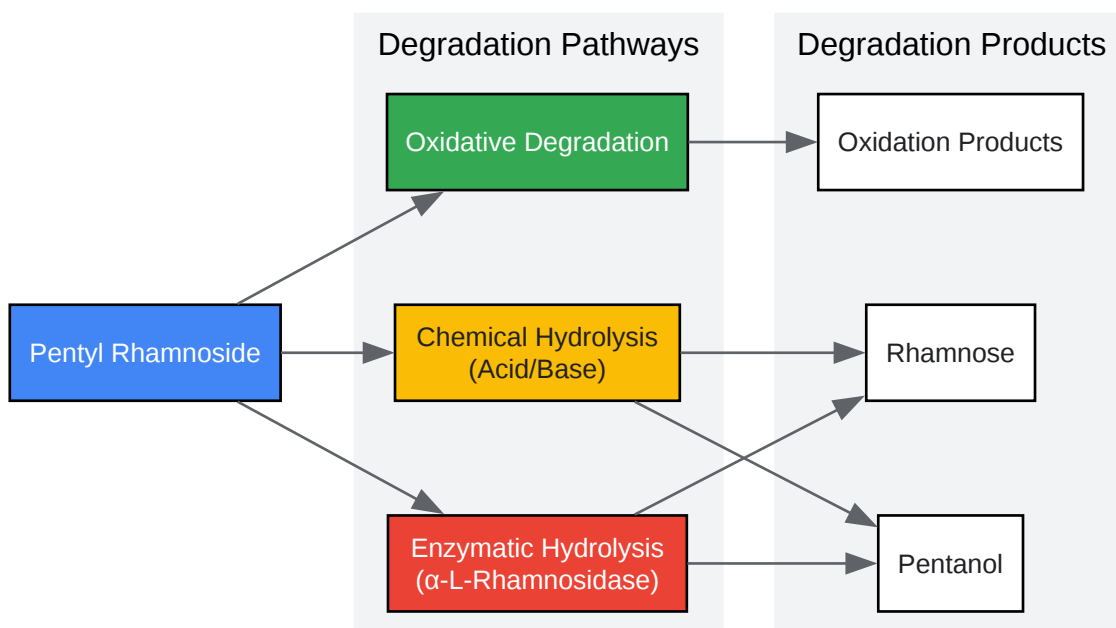 Degradation Pathways
Degradation Products
Oxidative Degradation
Oxidation Products
Pentyl Rhamnoside
Chemical Hydrolysis
(Acid/Base)
Rhamnose
Enzymatic Hydrolysis
(α-L-Rhamnosidase)
Pentanol